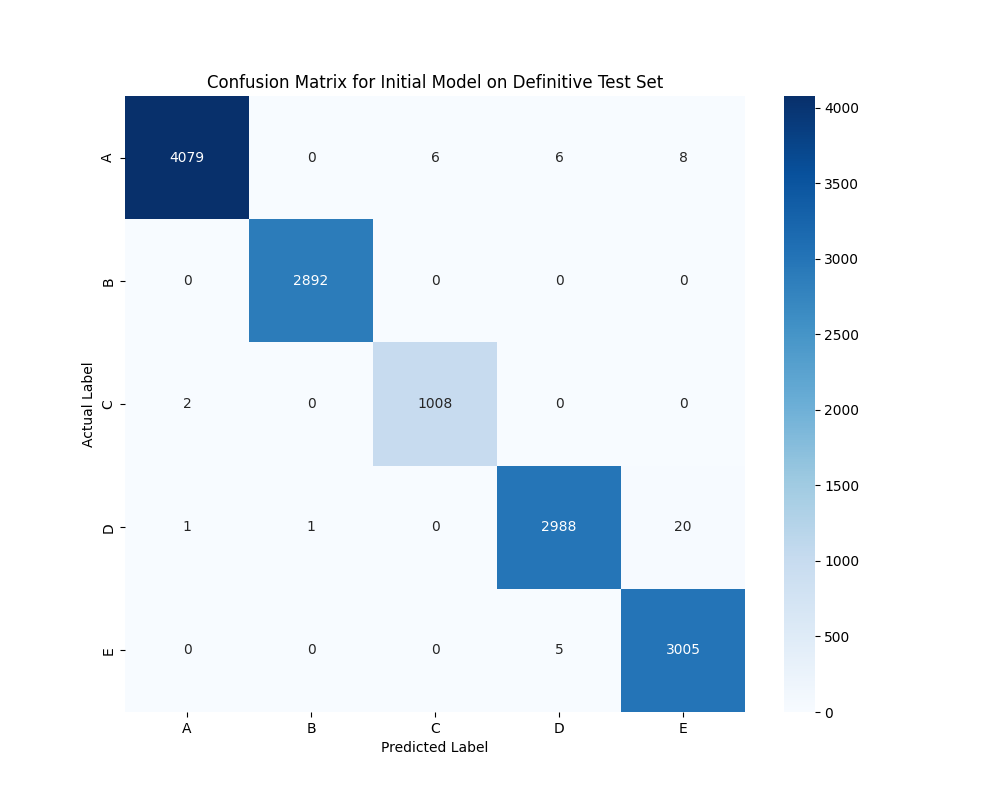 Confusion Matrix for Initial Model on Definitive Test Set
A 4079 0 6 6 8
B 0 2892 0 0 0
C 2 0 1008 0 0
D 1 1 0 2988 20
E 0 0 0 5 3005
A B C D E
Predicted Label
Actual Label
4000
3500
3000
2500
2000
1500
1000
500
0